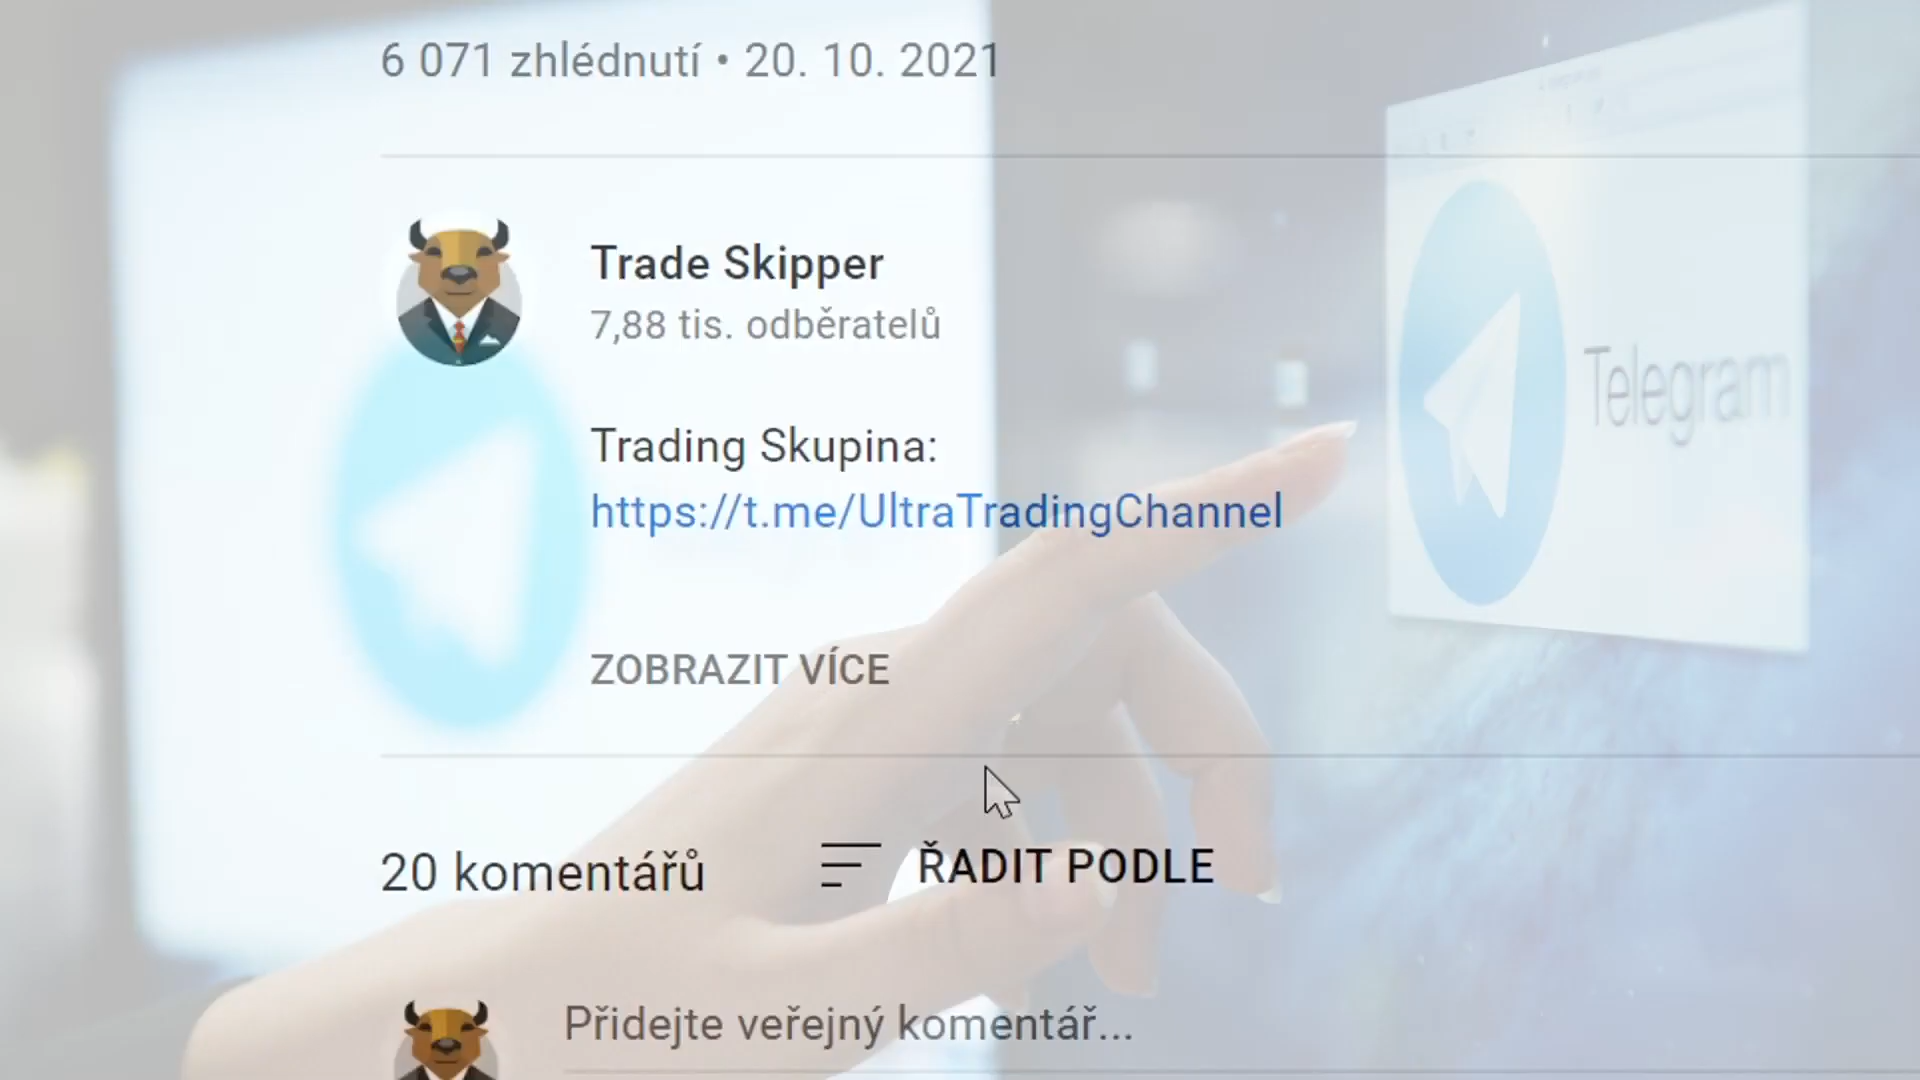 6 071 zhlédnutí • 20. 10. 2021
Trade Skipper
7,88 tis. odběratelů
Telegram
Trading Skupina:
https://t.me/UltraTradingChannel
ZOBRAZIT VÍCE
20 komentářů
ŘADIT PODLE
Přidejte veřejný komentář...